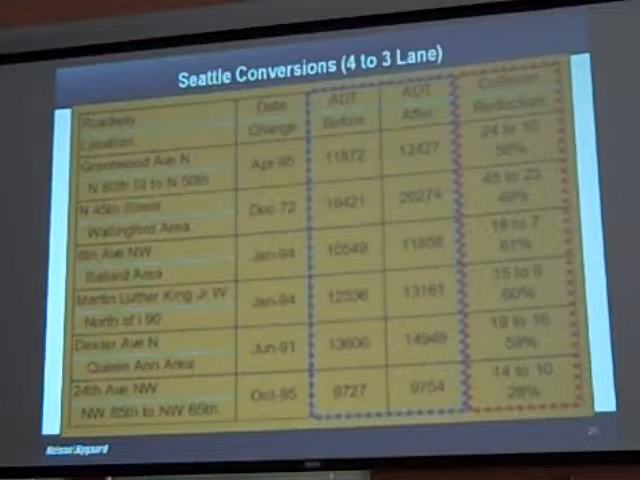 Seattle Conversions (4 to 3 Lane)
Roadway Location
Date Change
ADT Before
ADT After
Collision Reduction
Greenwood Ave N
N 80th St to N 50th
Apr-95
11872
12427
24 to 10
58%
N 45th Street
Wallingford Area
Dec-72
19421
20274
45 to 23
49%
8th Ave NW
Ballard Area
Jan-94
10549
11858
18 to 7
61%
Martin Luther King Jr W
North of I 90
Jan-94
12336
13161
15 to 6
60%
Dexter Ave N
Queen Ann Area
Jun-91
13606
14949
19 to 16
59%
24th Ave NW
NW 85th to NW 65th
Oct-95
9727
9754
14 to 10
28%
Nelson\Nygaard